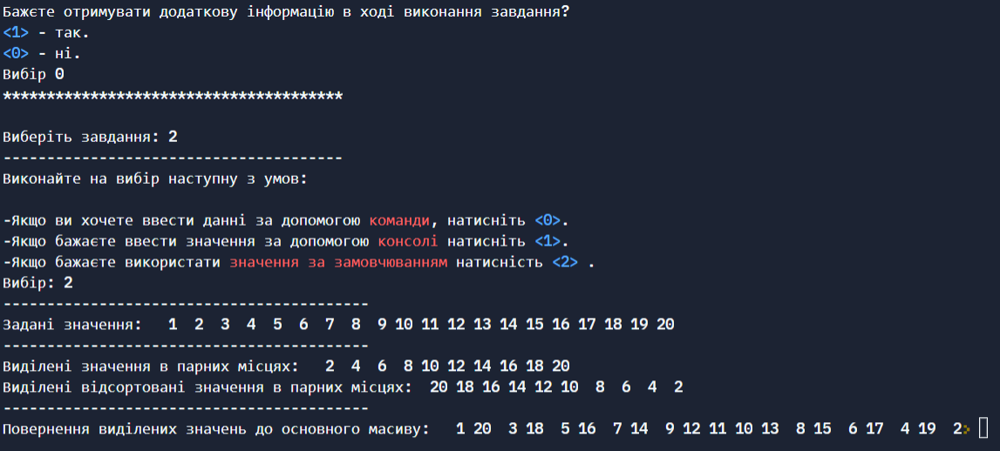 Бажєте отримувати додаткову інформацію в ході виконання завдання?
<1> - так.
<0> - ні.
Вибір 0
***************************************

Виберіть завдання: 2
---------------------------------------
Виконайте на вибір наступну з умов:

-Якщо ви хочете ввести данні за допомогою команди, натисніть <0>.
-Якщо бажаєте ввести значення за допомогою консолі натисніть <1>.
-Якщо бажаєте використати значення за замовчюванням натисність <2> .
Вибір: 2
------------------------------------------
Задані значення:   1  2  3  4  5  6  7  8  9 10 11 12 13 14 15 16 17 18 19 20
------------------------------------------
Виділені значення в парних місцях:   2  4  6  8 10 12 14 16 18 20
Виділені відсортовані значення в парних місцях:  20 18 16 14 12 10  8  6  4  2
------------------------------------------
Повернення виділених значень до основного масиву:   1 20  3 18  5 16  7 14  9 12 11 10 13  8 15  6 17  4 19  2>